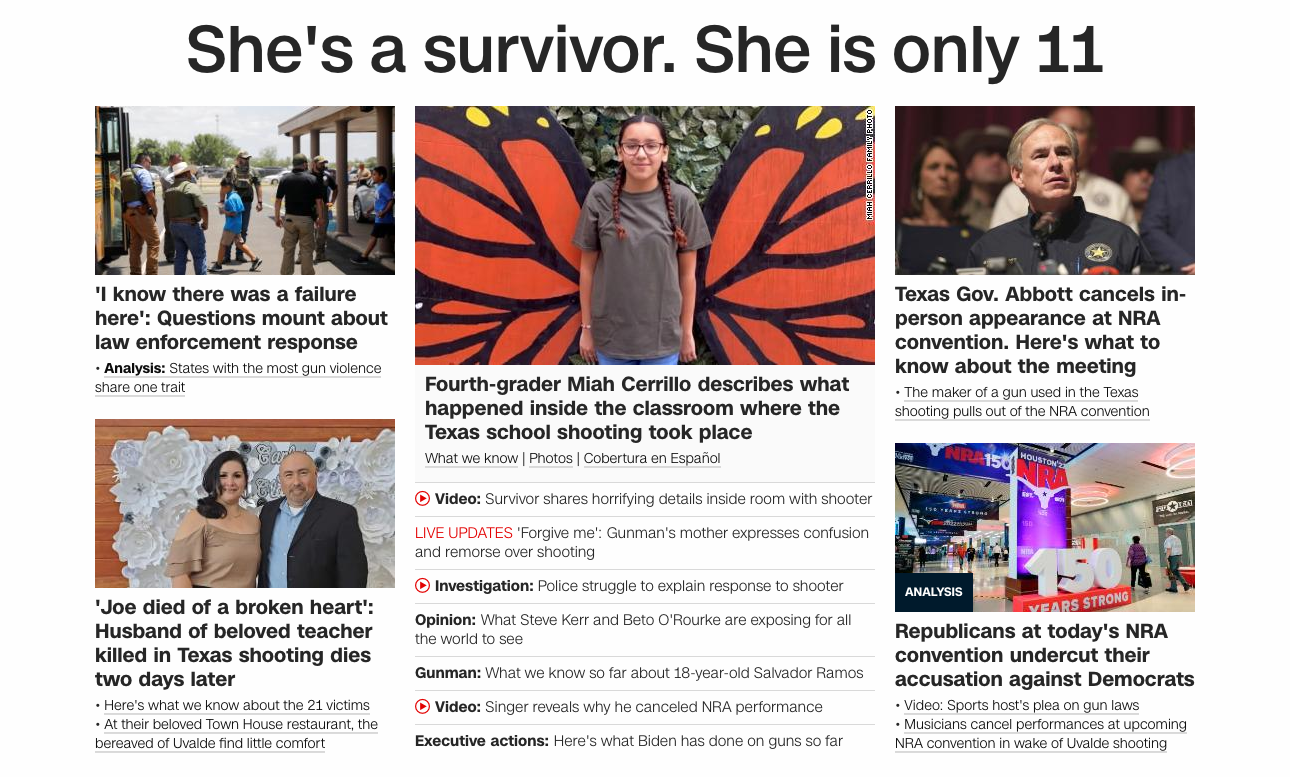 She's a survivor. She is only 11
'I know there was a failure
here': Questions mount about
law enforcement response
• Analysis: States with the most gun violence
share one trait
Carbo
'Joe died of a broken heart':
Husband of beloved teacher
killed in Texas shooting dies
two days later
• Here's what we know about the 21 victims
• At their beloved Town House restaurant, the
bereaved of Uvalde find little comfort
MIAH CERRILLO FAMILY PHOTO
Fourth-grader Miah Cerrillo describes what
happened inside the classroom where the
Texas school shooting took place
What we know | Photos | Cobertura en Español
Video: Survivor shares horrifying details inside room with shooter
LIVE UPDATES 'Forgive me': Gunman's mother expresses confusion
and remorse over shooting
Investigation: Police struggle to explain response to shooter
Opinion: What Steve Kerr and Beto O'Rourke are exposing for all
the world to see
Gunman: What we know so far about 18-year-old Salvador Ramos
Video: Singer reveals why he canceled NRA performance
Executive actions: Here's what Biden has done on guns so far
Texas Gov. Abbott cancels in-
person appearance at NRA
convention. Here's what to
know about the meeting
• The maker of a gun used in the Texas
shooting pulls out of the NRA convention
NRA150
HOUSTON'22
NRA
150 YEARS STRONG
150
YEARS STRONG
ANALYSIS
Republicans at today's NRA
convention undercut their
accusation against Democrats
• Video: Sports host's plea on gun laws
• Musicians cancel performances at upcoming
NRA convention in wake of Uvalde shooting